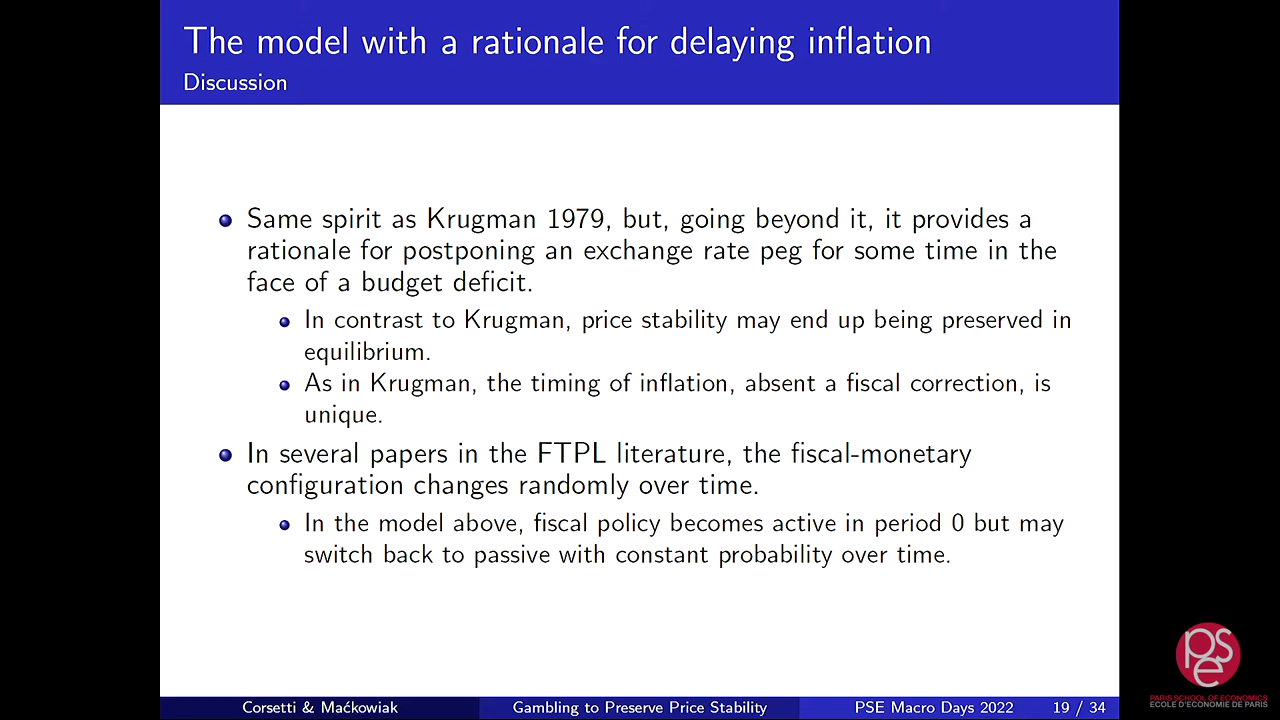 The model with a rationale for delaying inflation
Discussion
Same spirit as Krugman 1979, but, going beyond it, it provides a
rationale for postponing an exchange rate peg for some time in the
face of a budget deficit.
In contrast to Krugman, price stability may end up being preserved in
equilibrium.
As in Krugman, the timing of inflation, absent a fiscal correction, is
unique.
In several papers in the FTPL literature, the fiscal-monetary
configuration changes randomly over time.
In the model above, fiscal policy becomes active in period 0 but may
switch back to passive with constant probability over time.
pse
PARIS SCHOOL OF ECONOMICS
ECOLE D'ECONOMIE DE PARIS
Corsetti & Maćkowiak
Gambling to Preserve Price Stability
PSE Macro Days 2022
19 / 34